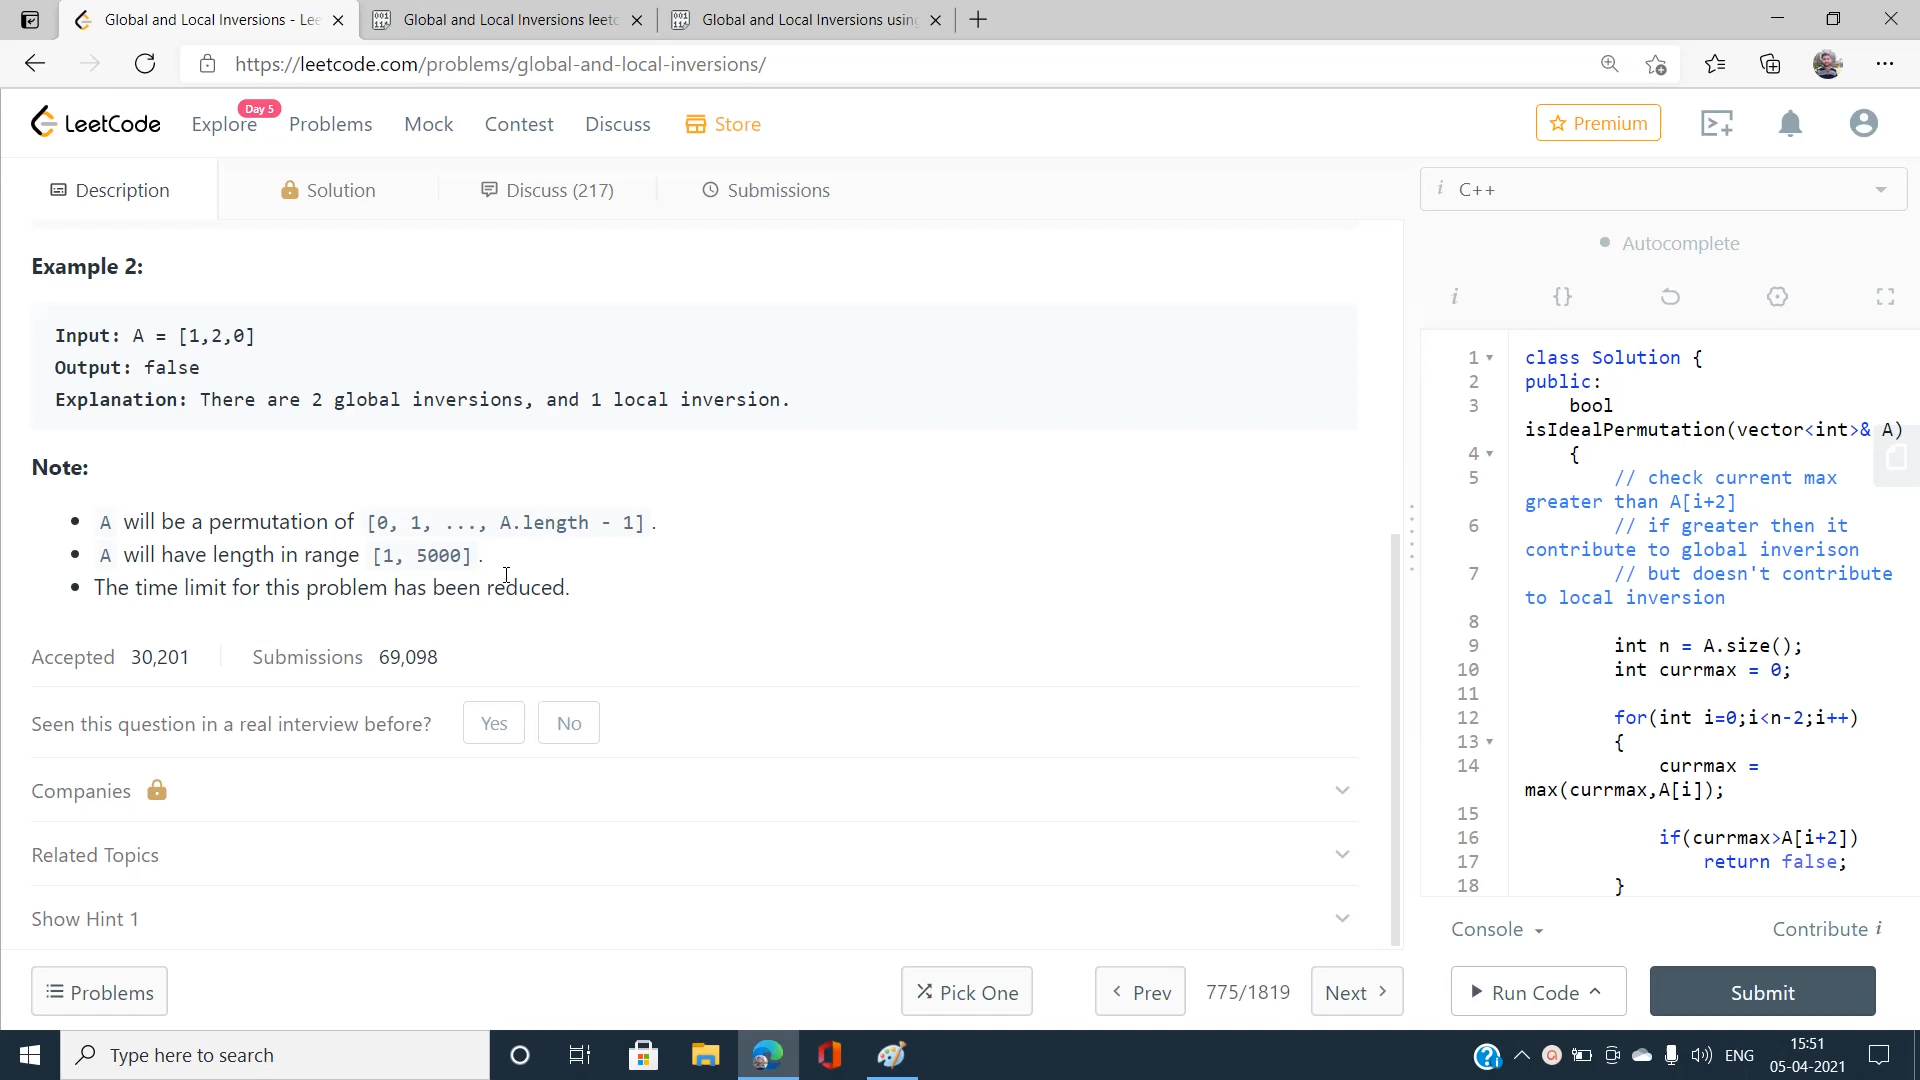 Global and Local Inversions - Lee
Global and Local Inversions leetc
Global and Local Inversions usin
https://leetcode.com/problems/global-and-local-inversions/
LeetCode
Explore
Day 5
Problems
Mock
Contest
Discuss
Store
Premium
Description
Solution
Discuss (217)
Submissions
i C++
Autocomplete
Example 2:
Input: A = [1,2,0]
Output: false
Explanation: There are 2 global inversions, and 1 local inversion.
Note:
A will be a permutation of [0, 1, ..., A.length - 1].
A will have length in range [1, 5000].
The time limit for this problem has been reduced.
Accepted 30,201 Submissions 69,098
Seen this question in a real interview before? Yes No
Companies
Related Topics
Show Hint 1
i {}
1 class Solution {
2 public:
3 bool
isIdealPermutation(vector<int>& A)
4 {
5 // check current max
greater than A[i+2]
6 // if greater then it
contribute to global inverison
7 // but doesn't contribute
to local inversion
8
9 int n = A.size();
10 int currmax = 0;
11
12 for(int i=0;i<n-2;i++)
13 {
14 currmax =
max(currmax,A[i]);
15
16 if(currmax>A[i+2])
17 return false;
18 }
Console
Contribute i
Problems
Pick One
Prev
775/1819
Next
Run Code
Submit
Type here to search
ENG
15:51
05-04-2021